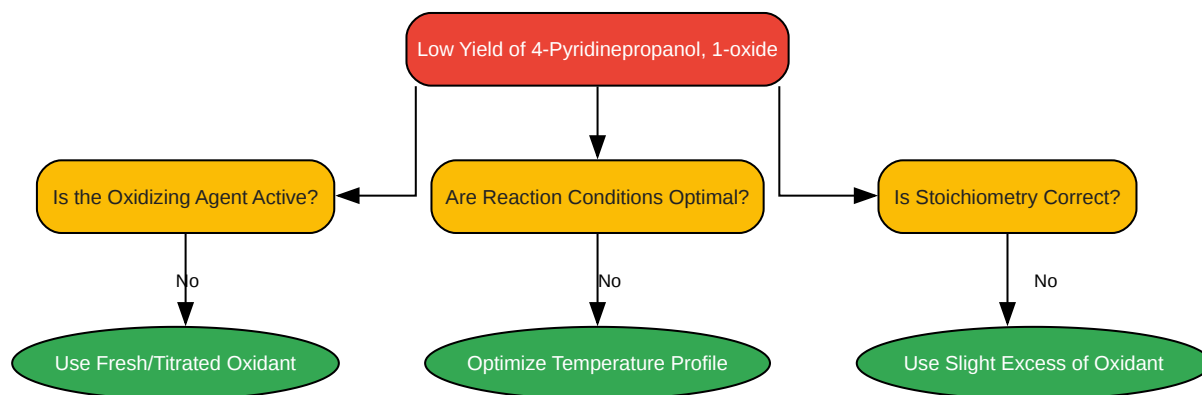 Low Yield of 4-Pyridinepropanol, 1-oxide
Is the Oxidizing Agent Active?
Are Reaction Conditions Optimal?
Is Stoichiometry Correct?
No
No
No
Use Fresh/Titrated Oxidant
Optimize Temperature Profile
Use Slight Excess of Oxidant